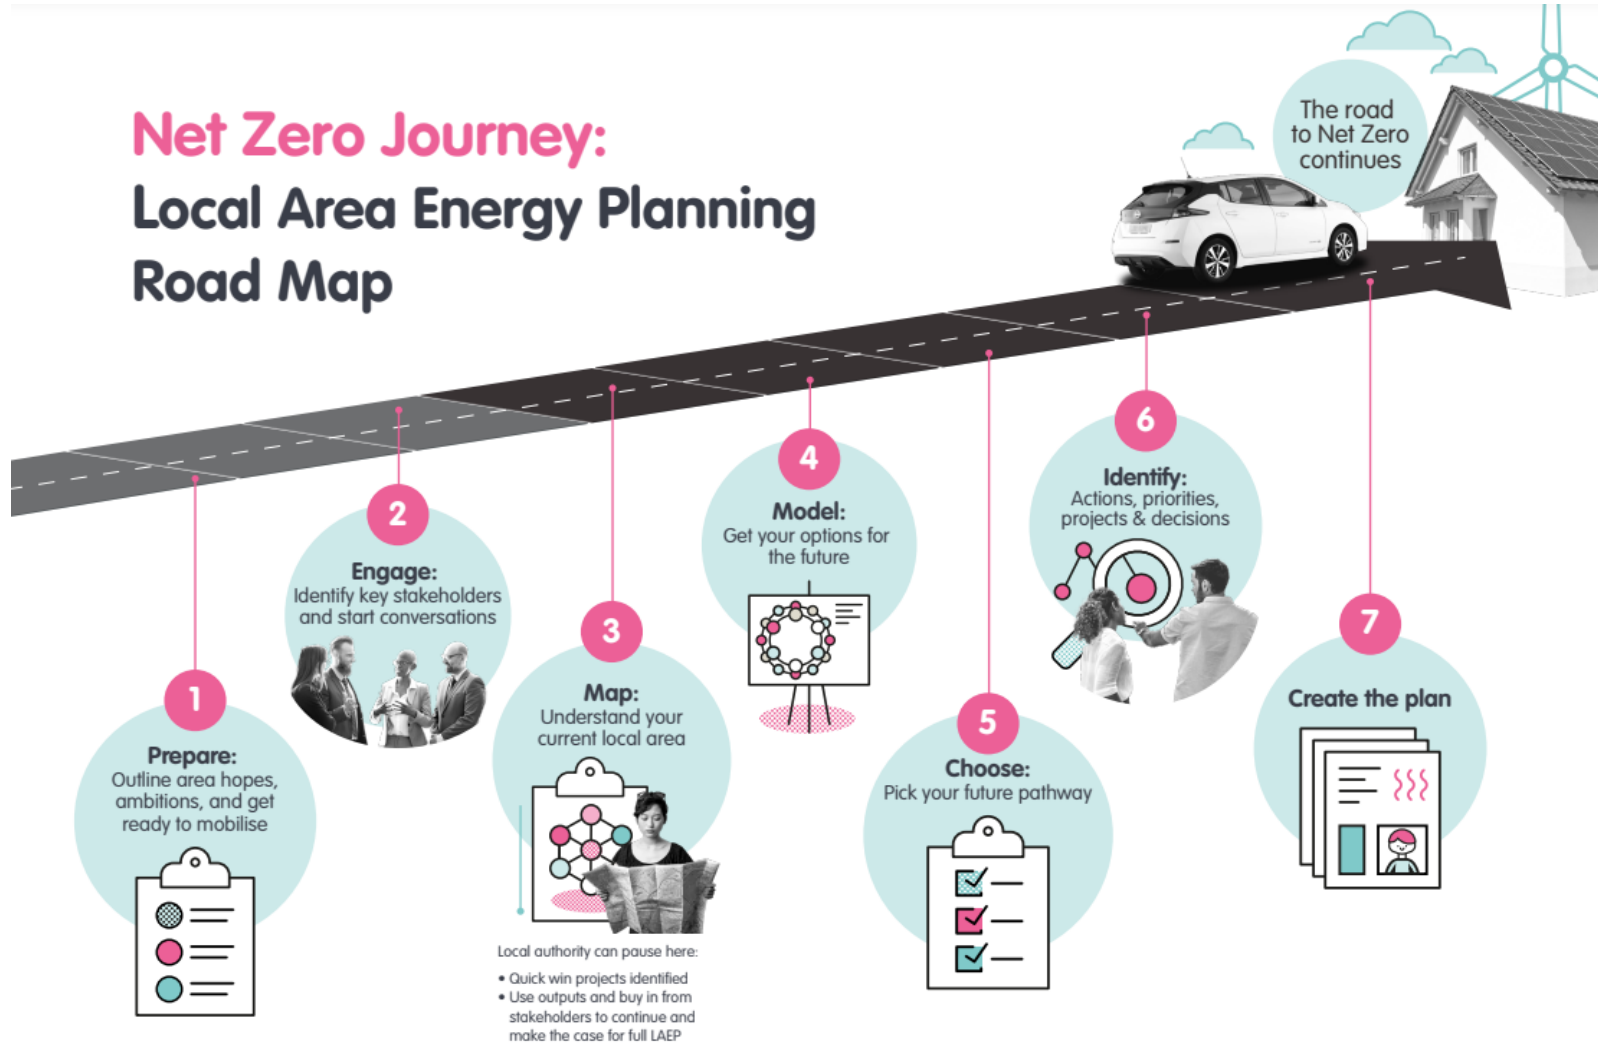 Net Zero Journey:
Local Area Energy Planning
Road Map
The road
to Net Zero
continues
1
Prepare:
Outline area hopes,
ambitions, and get
ready to mobilise
2
Engage:
Identify key stakeholders
and start conversations
3
Map:
Understand your
current local area
Local authority can pause here:
• Quick win projects identified
• Use outputs and buy in from
stakeholders to continue and
make the case for full LAEP
4
Model:
Get your options for
the future
5
Choose:
Pick your future pathway
6
Identify:
Actions, priorities,
projects & decisions
7
Create the plan